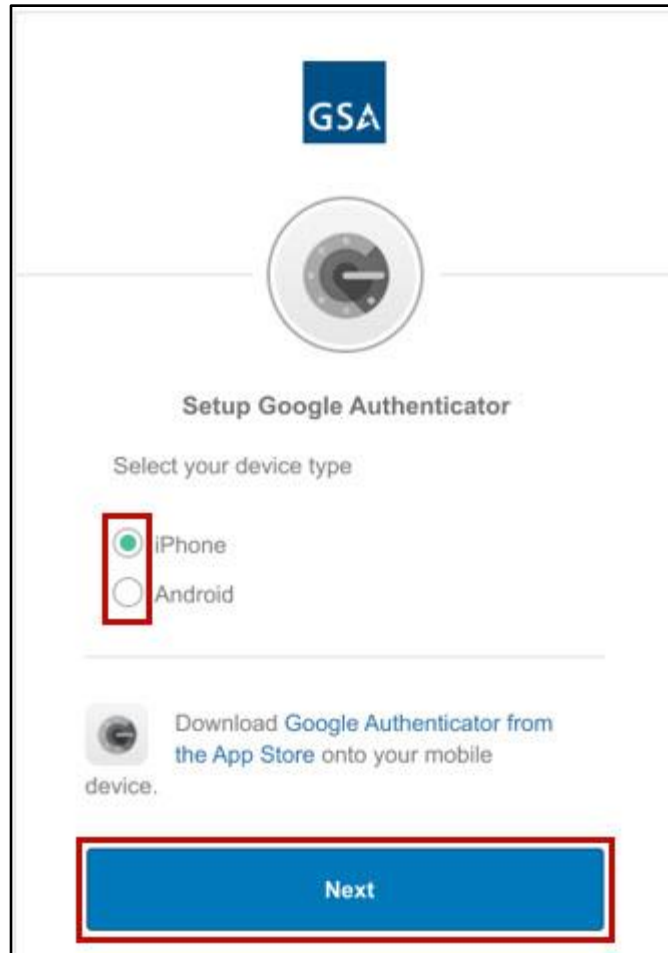 GSA
Setup Google Authenticator
Select your device type
iPhone
Android
Download Google Authenticator from
the App Store onto your mobile
device.
Next